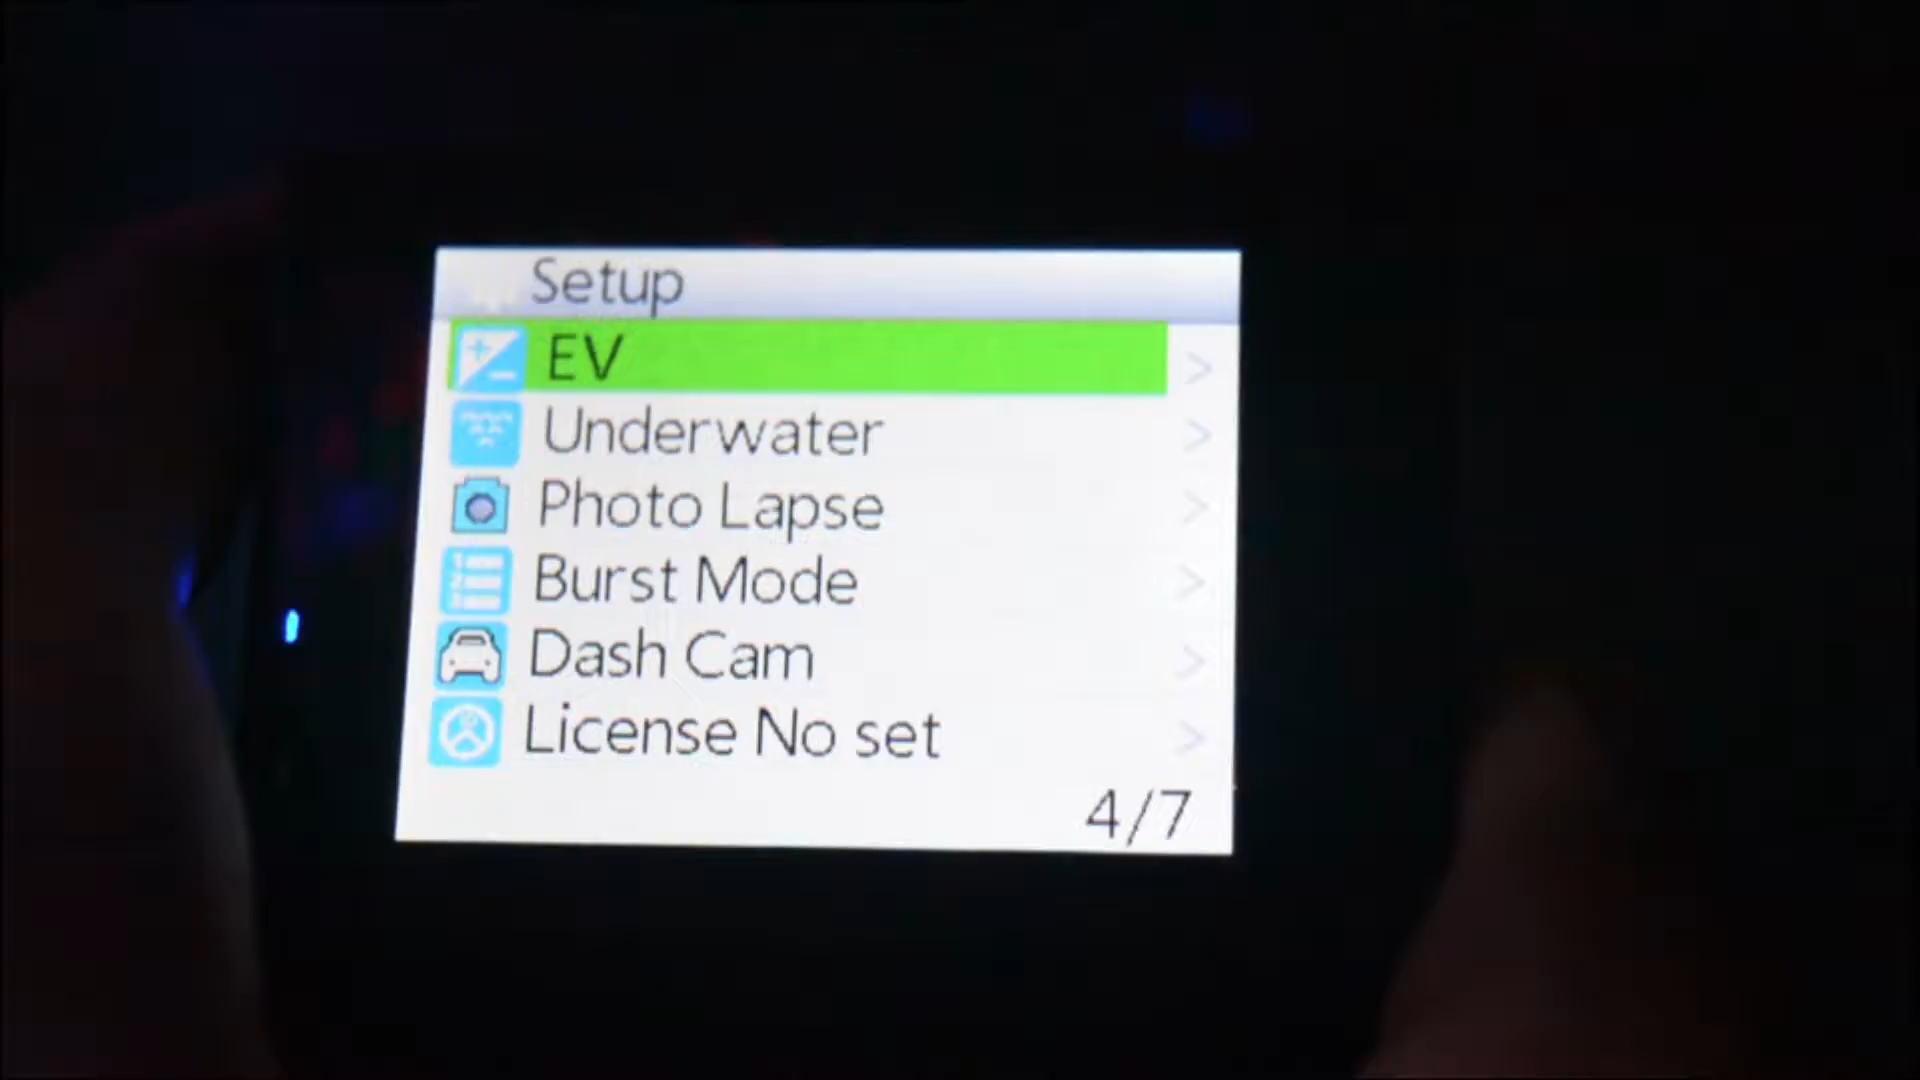 Setup
EV
Underwater
Photo Lapse
Burst Mode
Dash Cam
License No set
4/7